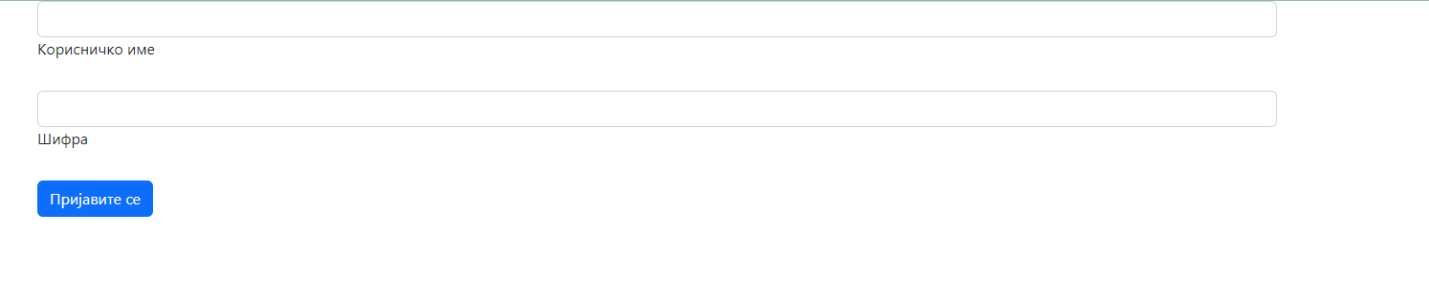 Корисничко име
Шифра
Пријавите се